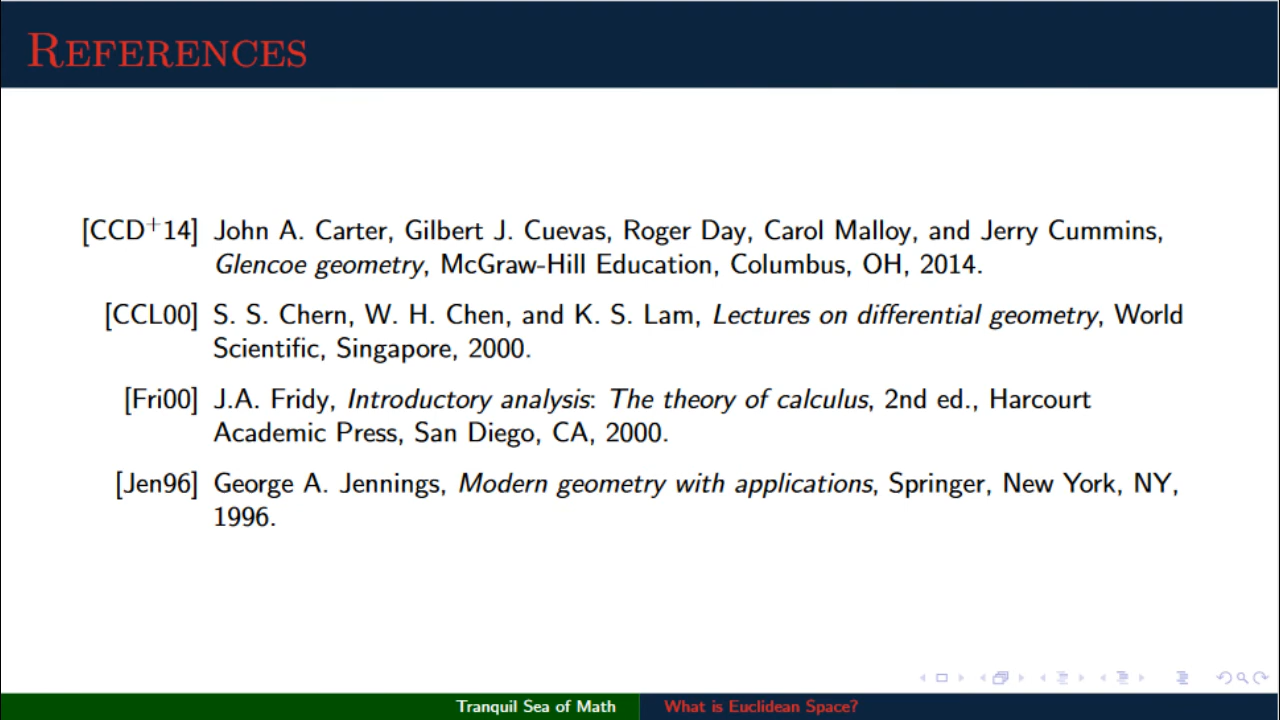 References
[CCD+14] John A. Carter, Gilbert J. Cuevas, Roger Day, Carol Malloy, and Jerry Cummins,
Glencoe geometry, McGraw-Hill Education, Columbus, OH, 2014.
[CCL00] S. S. Chern, W. H. Chen, and K. S. Lam, Lectures on differential geometry, World
Scientific, Singapore, 2000.
[Fri00] J.A. Fridy, Introductory analysis: The theory of calculus, 2nd ed., Harcourt
Academic Press, San Diego, CA, 2000.
[Jen96] George A. Jennings, Modern geometry with applications, Springer, New York, NY,
1996.
Tranquil Sea of Math What is Euclidean Space?